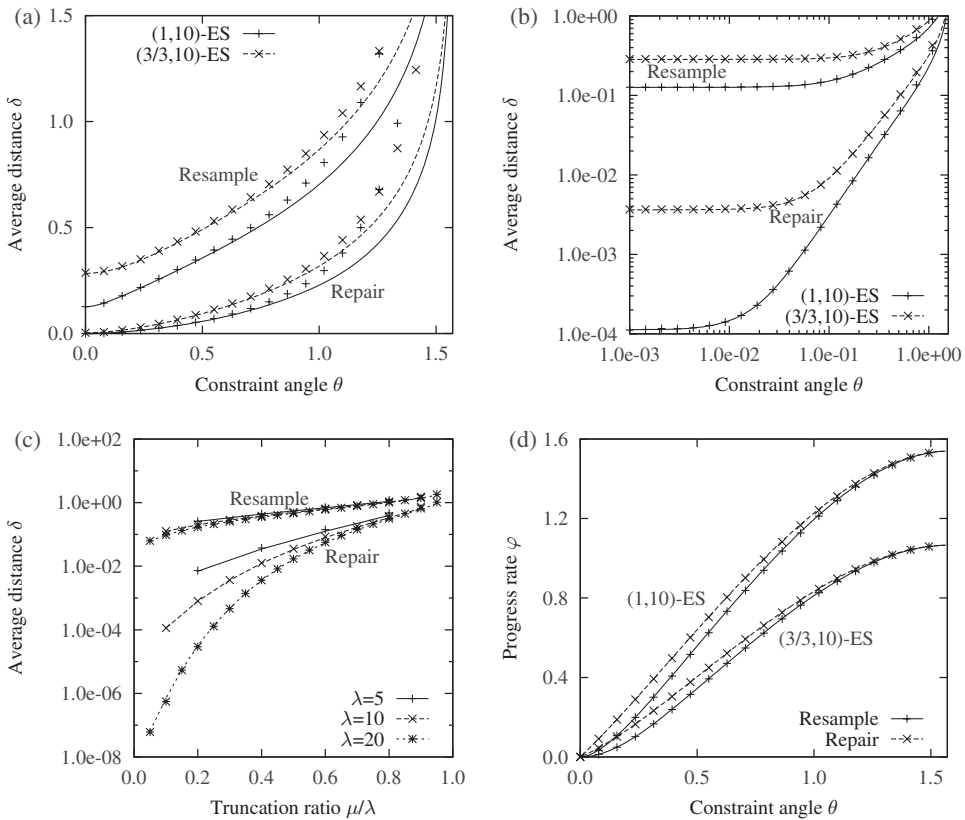 (a)
1.5
1.0
0.5
0.0
0.0
0.5
1.0
1.5
Average distance δ
Constraint angle θ
(1,10)-ES
(3/3,10)-ES
Resample
Repair
(b)
1.0e+00
1.0e-01
1.0e-02
1.0e-03
1.0e-04
1.0e-03
1.0e-02
1.0e-01
1.0e+00
Average distance δ
Constraint angle θ
Resample
Repair
(1,10)-ES
(3/3,10)-ES
(c)
1.0e+02
1.0e+00
1.0e-02
1.0e-04
1.0e-06
1.0e-08
0.0
0.2
0.4
0.6
0.8
1.0
Average distance δ
Truncation ratio μ/λ
Resample
Repair
λ=5
λ=10
λ=20
(d)
1.6
1.2
0.8
0.4
0.0
0.0
0.5
1.0
1.5
Progress rate φ
Constraint angle θ
(1,10)-ES
(3/3,10)-ES
Resample
Repair